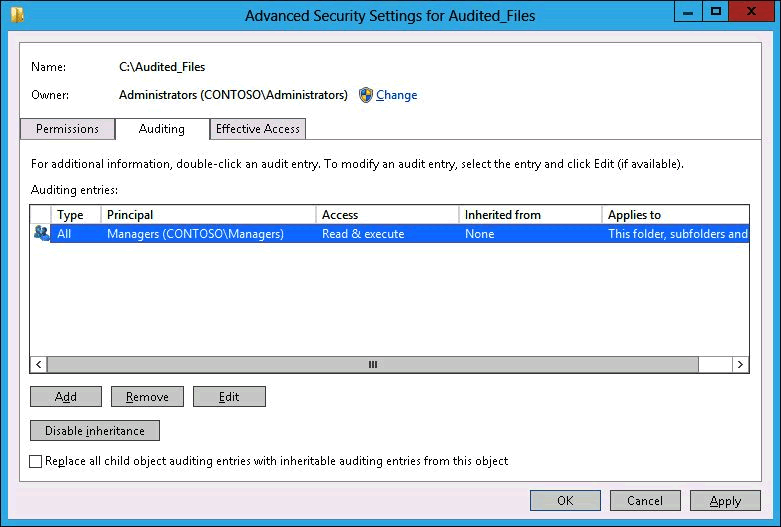 Advanced Security Settings for Audited_Files
Name: C:\Audited_Files
Owner: Administrators (CONTOSO\Administrators) Change
Permissions Auditing Effective Access
For additional information, double-click an audit entry. To modify an audit entry, select the entry and click Edit (if available).
Auditing entries:
Type Principal Access Inherited from Applies to
All Managers (CONTOSO\Managers) Read & execute None This folder, subfolders and
Add Remove Edit
Disable inheritance
Replace all child object auditing entries with inheritable auditing entries from this object
OK Cancel Apply